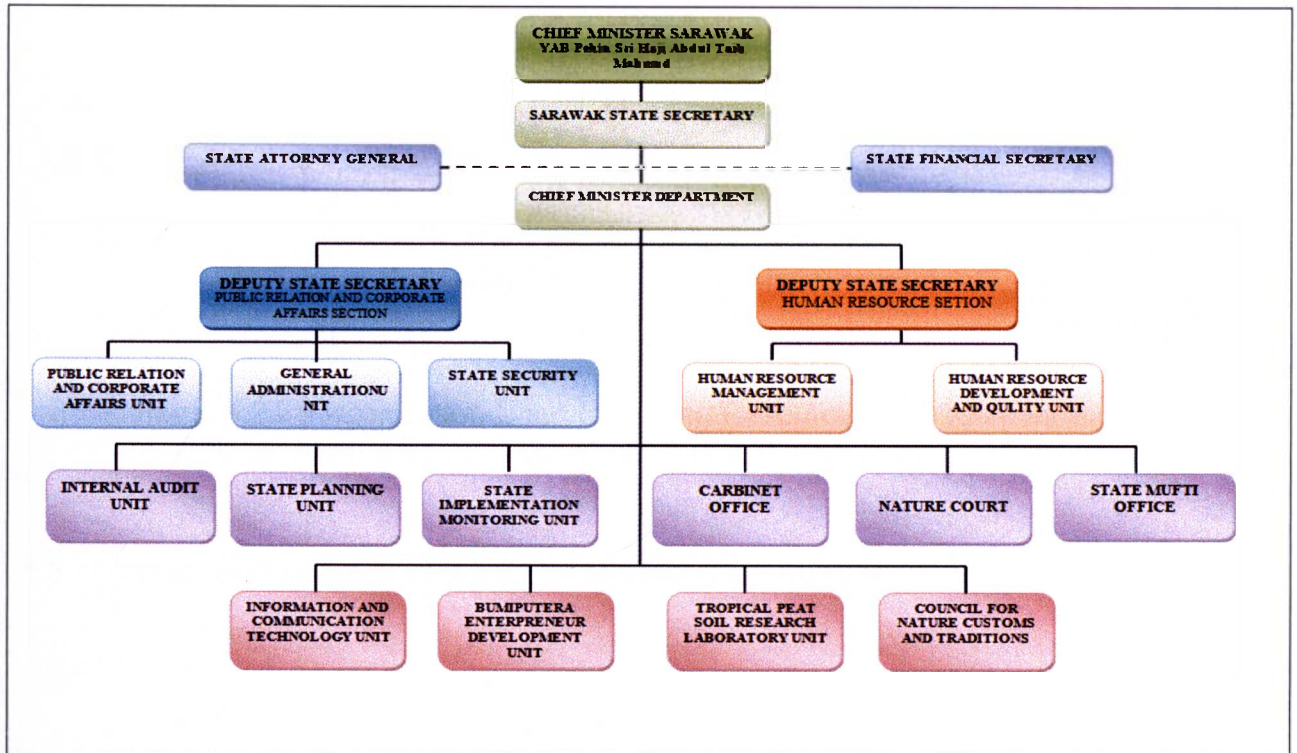 CHIEF MINISTER SARAWAK
YAB Pehin Sri Haji Abdul Taib
Mahmud
SARAWAK STATE SECRETARY
STATE ATTORNEY GENERAL
STATE FINANCIAL SECRETARY
CHIEF MINISTER DEPARTMENT
DEPUTY STATE SECRETARY
PUBLIC RELATION AND CORPORATE
AFFAIRS SECTION
DEPUTY STATE SECRETARY
HUMAN RESOURCE SETION
PUBLIC RELATION
AND CORPORATE
AFFAIRS UNIT
GENERAL
ADMINISTRATIONU
NIT
STATE SECURITY
UNIT
HUMAN RESOURCE
MANAGEMENT
UNIT
HUMAN RESOURCE
DEVELOPMENT
AND QULITY UNIT
INTERNAL AUDIT
UNIT
STATE PLANNING
UNIT
STATE
IMPLEMENTATION
MONITORING UNIT
CARBINET
OFFICE
NATURE COURT
STATE MUFTI
OFFICE
INFORMATION AND
COMMUNICATION
TECHNOLOGY UNIT
BUMIPUTERA
ENTERPRENEUR
DEVELOPMENT
UNIT
TROPICAL PEAT
SOIL RESEARCH
LABORATORY UNIT
COUNCIL FOR
NATURE CUSTOMS
AND TRADITIONS